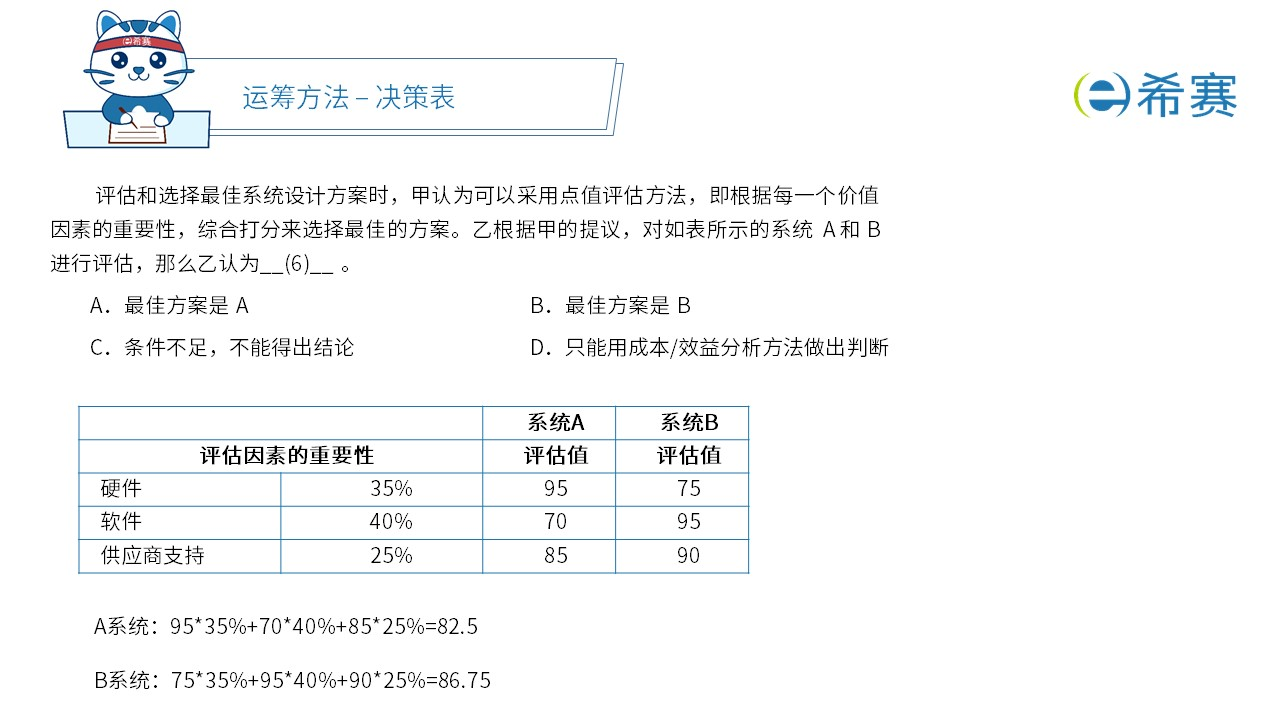 希赛
运筹方法 – 决策表
希赛
评估和选择最佳系统设计方案时，甲认为可以采用点值评估方法，即根据每一个价值
因素的重要性，综合打分来选择最佳的方案。乙根据甲的提议，对如表所示的系统 A 和 B
进行评估，那么乙认为__(6)__ 。
A．最佳方案是 A
B．最佳方案是 B
C．条件不足，不能得出结论
D．只能用成本/效益分析方法做出判断
系统A 系统B
评估因素的重要性 评估值 评估值
硬件 35% 95 75
软件 40% 70 95
供应商支持 25% 85 90
A系统：95*35%+70*40%+85*25%=82.5
B系统：75*35%+95*40%+90*25%=86.75